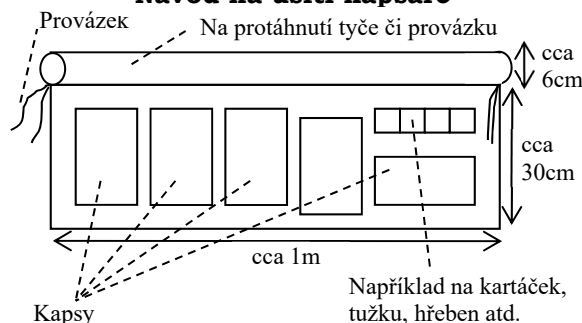 Návod na ušití kapsáře
Provázek
Na protáhnutí tyče či provázku
cca
6cm
cca
30cm
cca 1m
Například na kartáček,
tužku, hřeben atd.
Kapsy